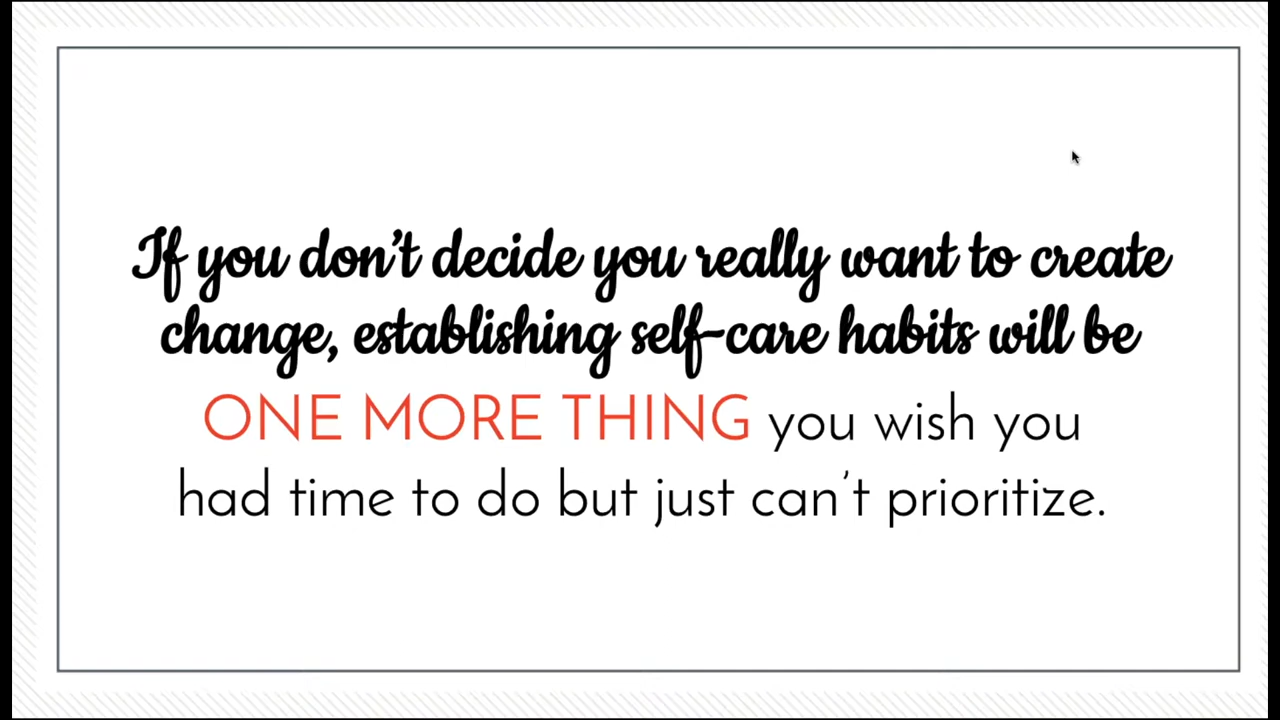 If you don't decide you really want to create
change, establishing self-care habits will be
ONE MORE THING you wish you
had time to do but just can't prioritize.